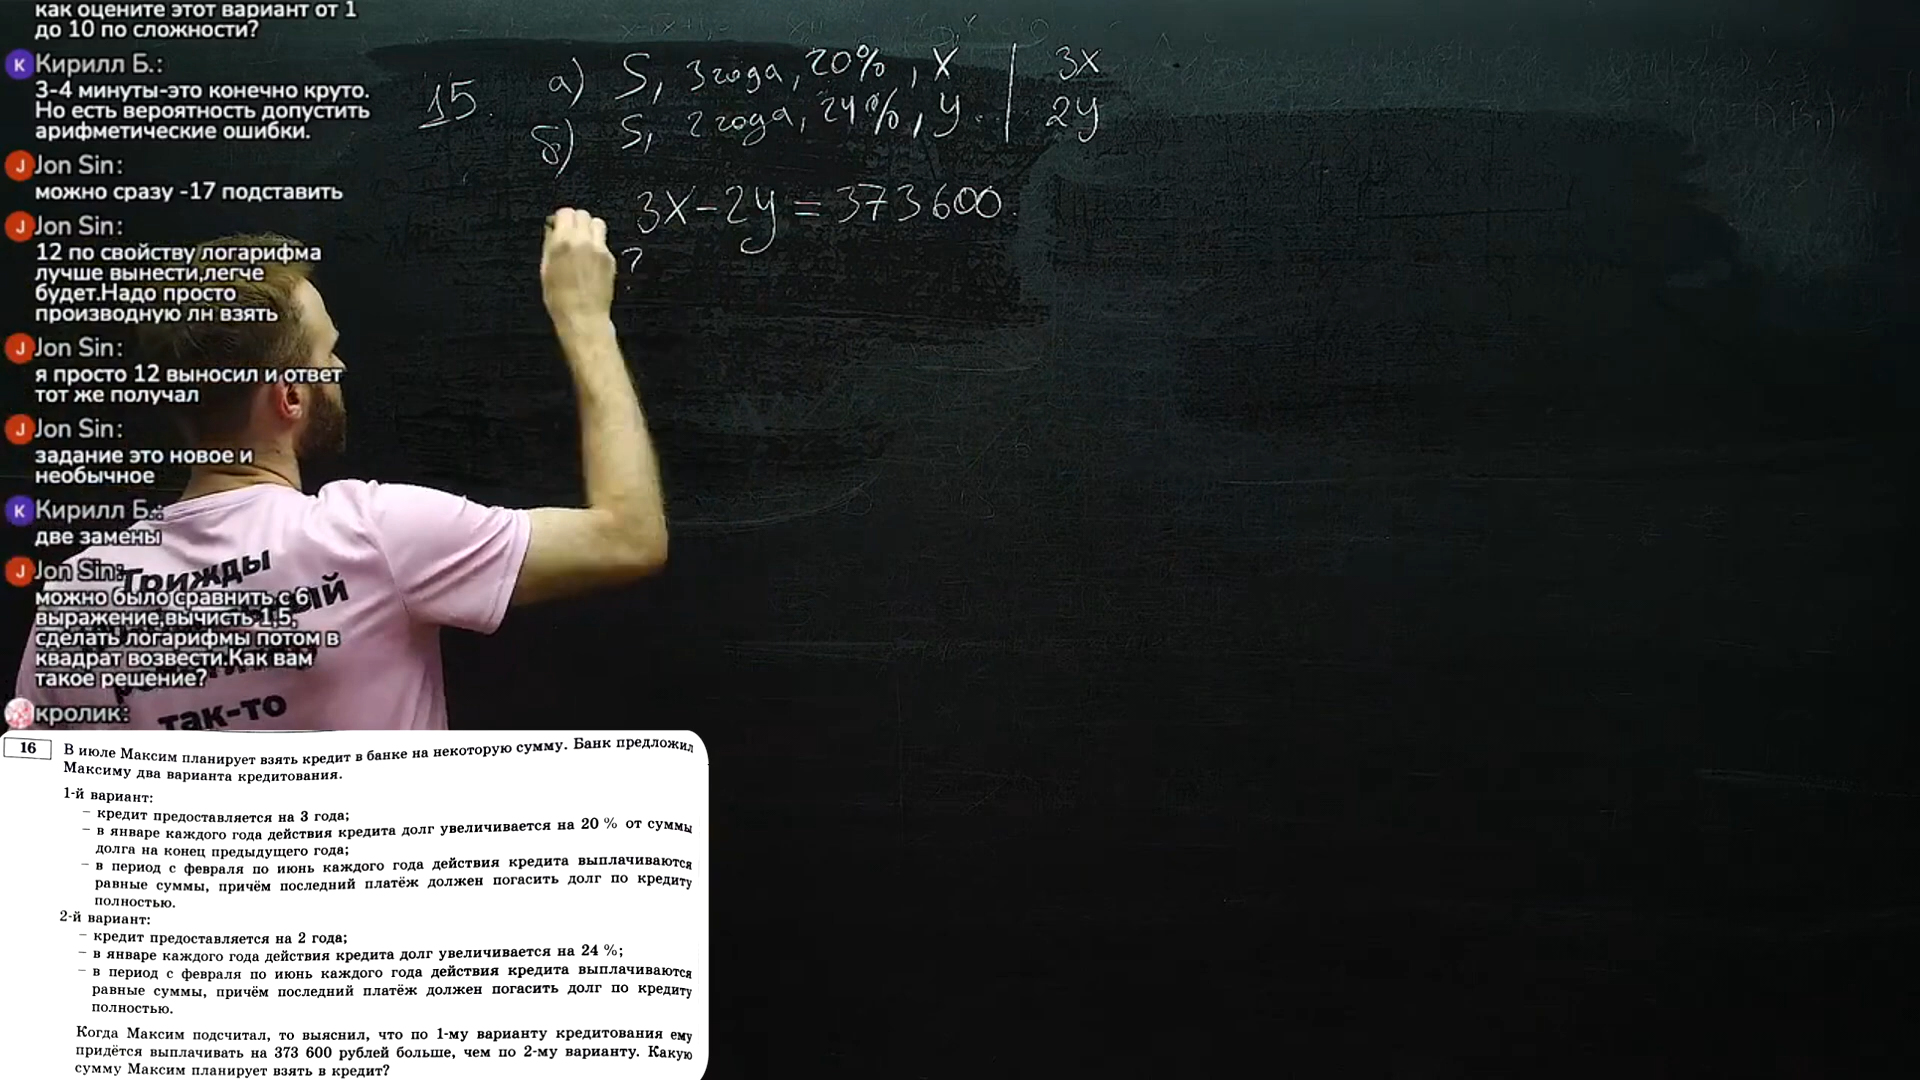 как оцените этот вариант от 1
до 10 по сложности?
Кирилл Б.:
3-4 минуты-это конечно круто.
Но есть вероятность допустить
арифметические ошибки.
Jon Sin:
можно сразу -17 подставить
Jon Sin:
12 по свойству логарифма
лучше вынести,легче
будет.Надо просто
производную лн взять
Jon Sin:
я просто 12 выносил и ответ
тот же получал
Jon Sin:
задание это новое и
необычное
Кирилл Б.:
две замены
Jon Sin:
можно было сравнить с 6
выражение,вычисть 1,5,
сделать логарифмы потом в
квадрат возвести.Как вам
такое решение?
кролик:
15. а) S, 3 года, 20%, x | 3x
б) S, 2 года, 24%, y. | 2y
3x-2y=373600.
?
Трижды
так-то
16 В июле Максим планирует взять кредит в банке на некоторую сумму. Банк предложил
Максиму два варианта кредитования.
1-й вариант:
– кредит предоставляется на 3 года;
– в январе каждого года действия кредита долг увеличивается на 20 % от суммы
долга на конец предыдущего года;
– в период с февраля по июнь каждого года действия кредита выплачиваются
равные суммы, причём последний платёж должен погасить долг по кредиту
полностью.
2-й вариант:
– кредит предоставляется на 2 года;
– в январе каждого года действия кредита долг увеличивается на 24 %;
– в период с февраля по июнь каждого года действия кредита выплачиваются
равные суммы, причём последний платёж должен погасить долг по кредиту
полностью.
Когда Максим подсчитал, то выяснил, что по 1-му варианту кредитования ему
придётся выплачивать на 373 600 рублей больше, чем по 2-му варианту. Какую
сумму Максим планирует взять в кредит?